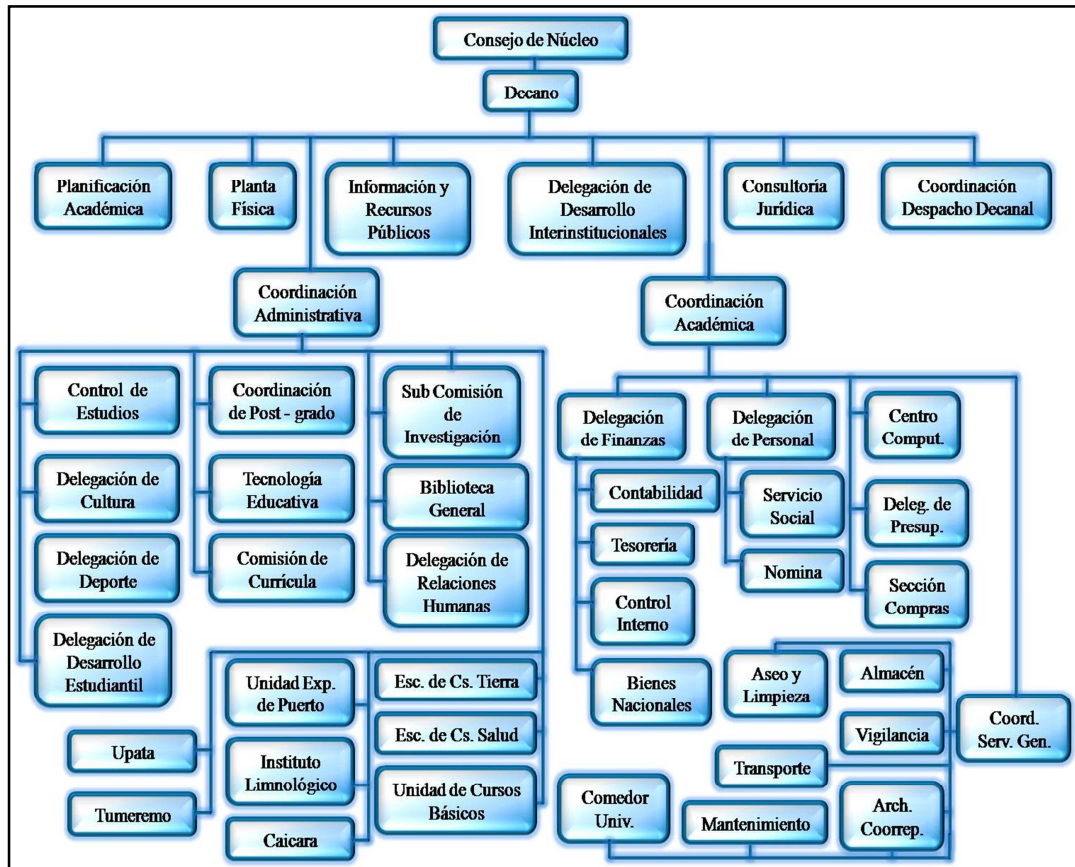 Consejo de Núcleo
Decano
Planificación
Académica
Planta
Física
Información y
Recursos
Públicos
Delegación de
Desarrollo
Interinstitucionales
Consultoría
Jurídica
Coordinación
Despacho Decanal
Coordinación
Administrativa
Coordinación
Académica
Control de
Estudios
Coordinación
de Post - grado
Sub Comisión
de
Investigación
Delegación de
Cultura
Tecnología
Educativa
Biblioteca
General
Delegación de
Deporte
Comisión de
Currícula
Delegación de
Relaciones
Humanas
Delegación de
Desarrollo
Estudiantil
Unidad Exp.
de Puerto
Esc. de Cs. Tierra
Upata
Instituto
Limnológico
Esc. de Cs. Salud
Tumeremo
Caicara
Unidad de Cursos
Básicos
Delegación
de Finanzas
Delegación
de Personal
Centro
Comput.
Contabilidad
Servicio
Social
Deleg. de
Presup.
Tesorería
Nomina
Sección
Compras
Control
Interno
Bienes
Nacionales
Aseo y
Limpieza
Almacén
Vigilancia
Coord.
Serv. Gen.
Transporte
Comedor
Univ.
Mantenimiento
Arch.
Coorrep.